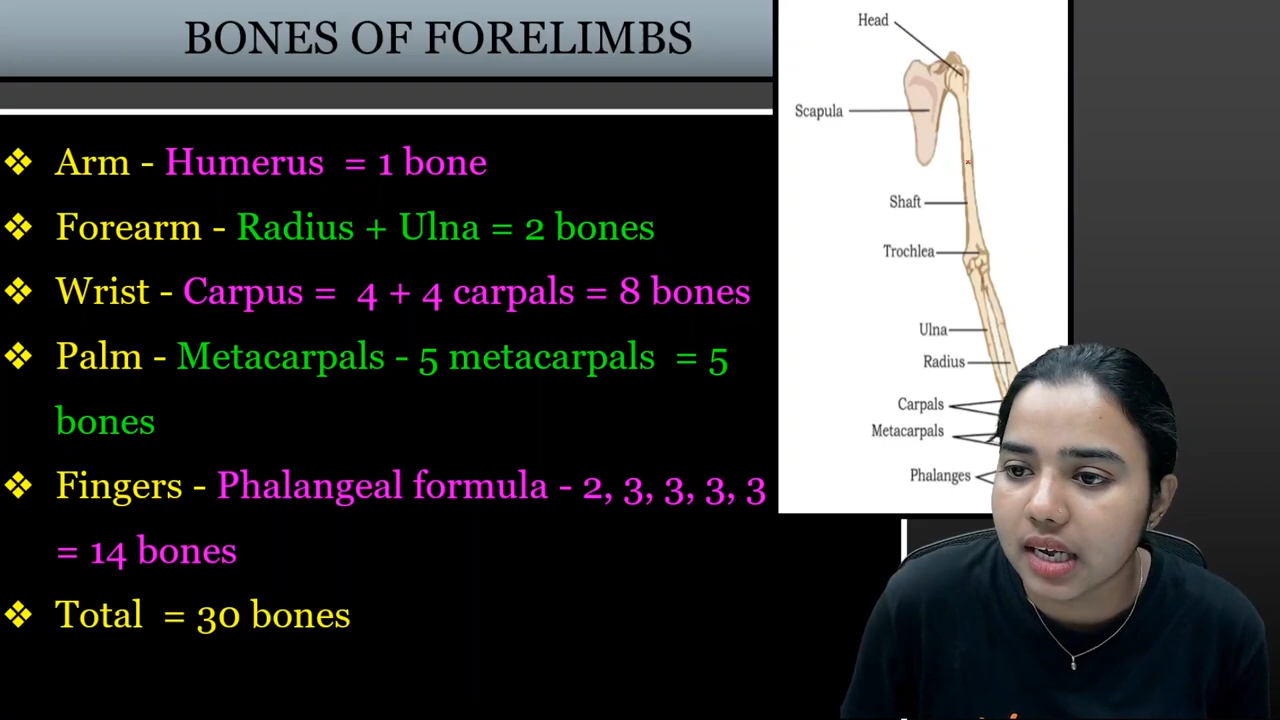 BONES OF FORELIMBS
❖ Arm - Humerus = 1 bone
❖ Forearm - Radius + Ulna = 2 bones
❖ Wrist - Carpus = 4 + 4 carpals = 8 bones
❖ Palm - Metacarpals - 5 metacarpals = 5
bones
❖ Fingers - Phalangeal formula - 2, 3, 3, 3, 3
= 14 bones
❖ Total = 30 bones
Head
Scapula
Shaft
Trochlea
Ulna
Radius
Carpals
Metacarpals
Phalanges